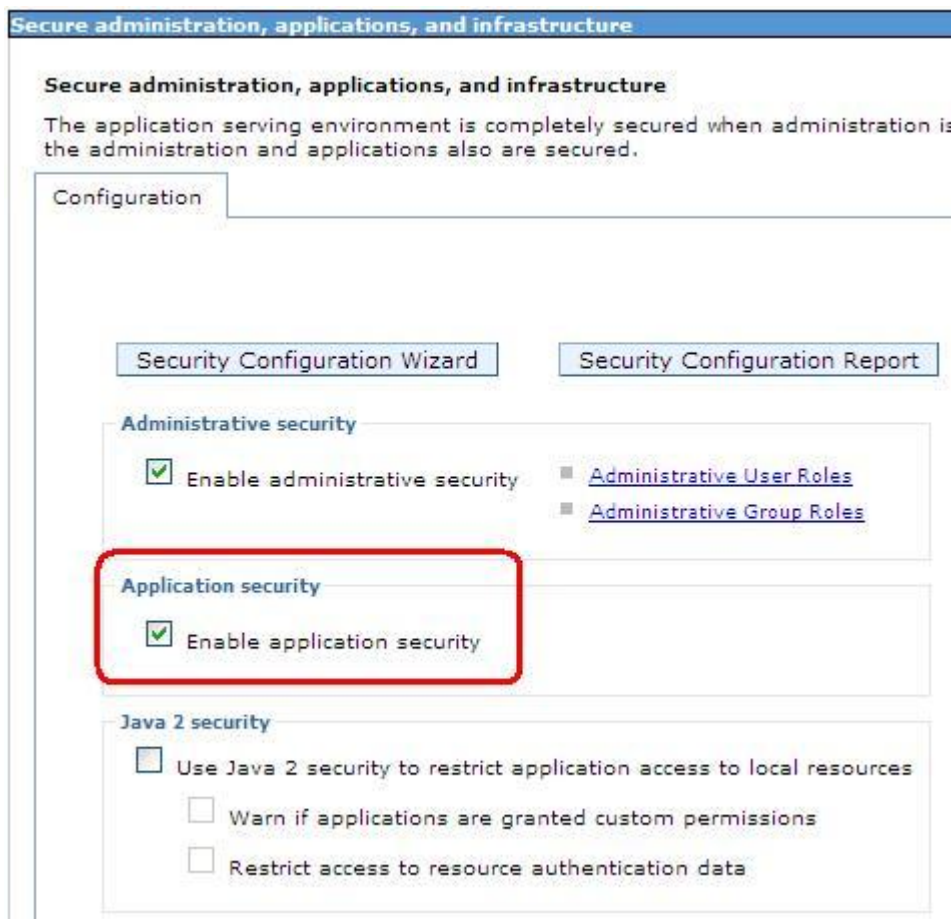 Secure administration, applications, and infrastructure
Secure administration, applications, and infrastructure
The application serving environment is completely secured when administration is
the administration and applications also are secured.
Configuration
Security Configuration Wizard Security Configuration Report
Administrative security
Enable administrative security Administrative User Roles
Administrative Group Roles
Application security
Enable application security
Java 2 security
Use Java 2 security to restrict application access to local resources
Warn if applications are granted custom permissions
Restrict access to resource authentication data